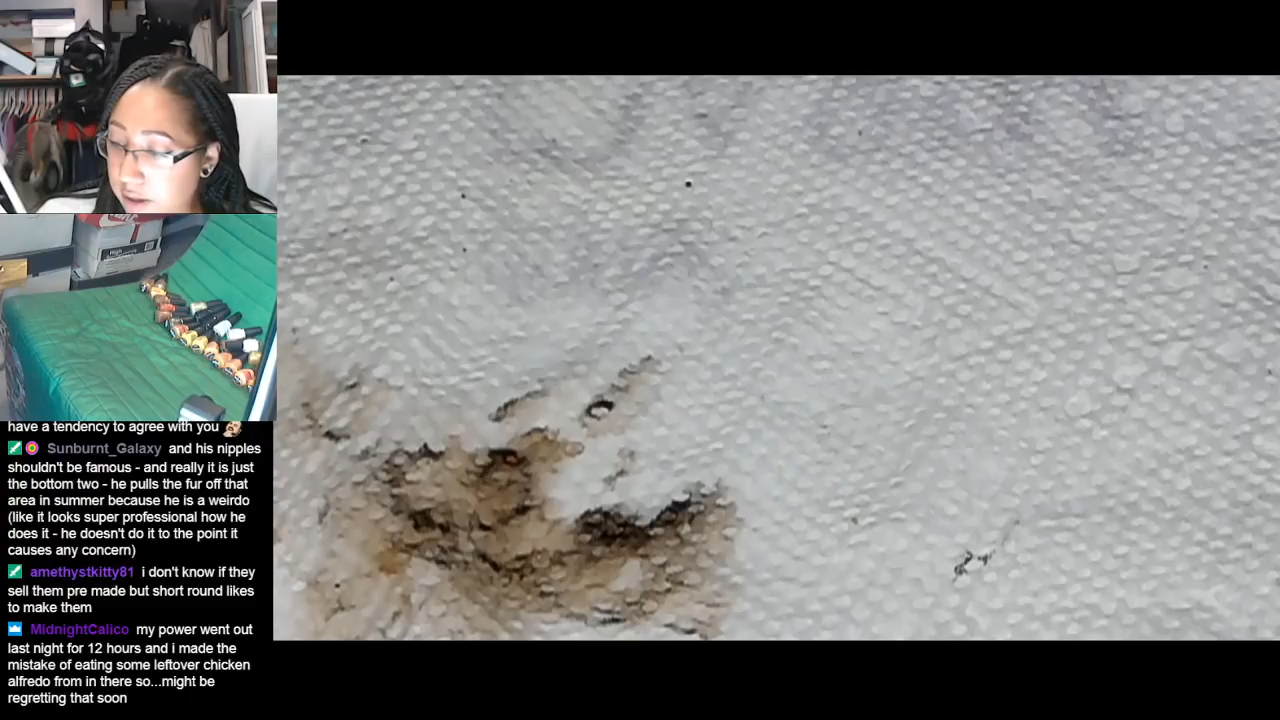 have a tendency to agree with you
Sunburnt_Galaxy and his nipples
shouldn't be famous - and really it is just
the bottom two - he pulls the fur off that
area in summer because he is a weirdo
(like it looks super professional how he
does it - he doesn't do it to the point it
causes any concern)
amethystkitty81 i don't know if they
sell them pre made but short round likes
to make them
MidnightCalico my power went out
last night for 12 hours and i made the
mistake of eating some leftover chicken
alfredo from in there so...might be
regretting that soon